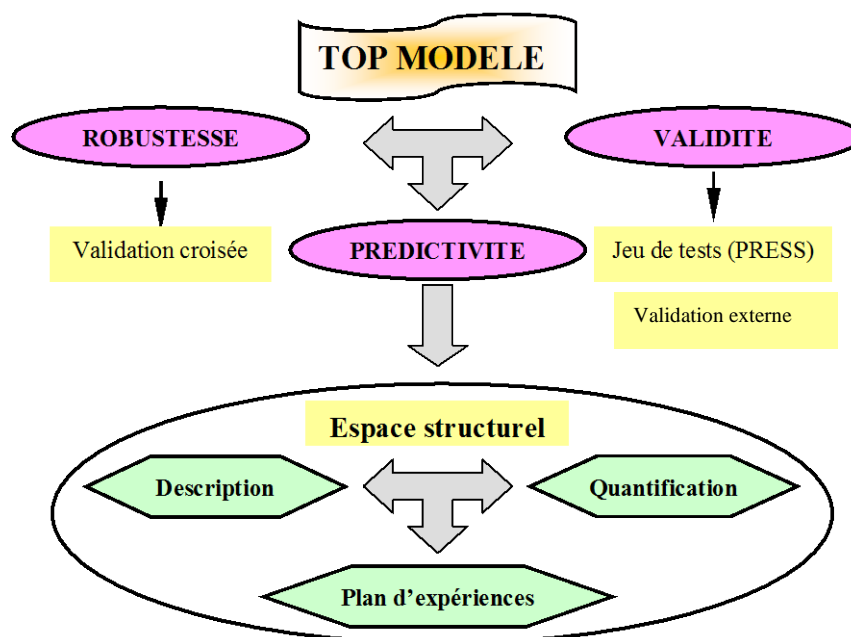 TOP MODELE
ROBUSTESSE
VALIDITE
Validation croisée
PREDICTIVITE
Jeu de tests (PRESS)
Validation externe
Espace structurel
Description
Quantification
Plan d’expériences